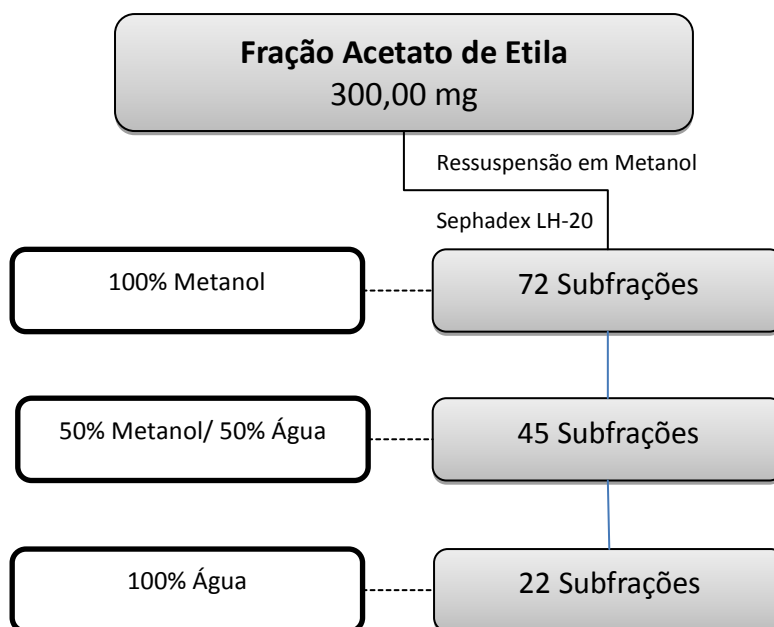 Fração Acetato de Etila
300,00 mg
Ressuspensão em Metanol
Sephadex LH-20
100% Metanol
72 Subfrações
50% Metanol/ 50% Água
45 Subfrações
100% Água
22 Subfrações